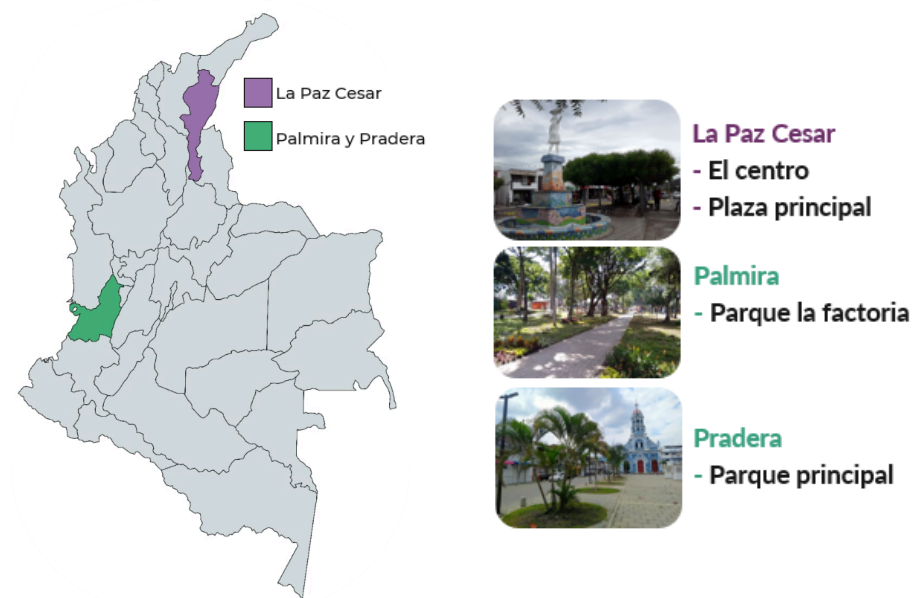 La Paz Cesar
Palmira y Pradera
La Paz Cesar
- El centro
- Plaza principal
Palmira
- Parque la factoria
Pradera
- Parque principal